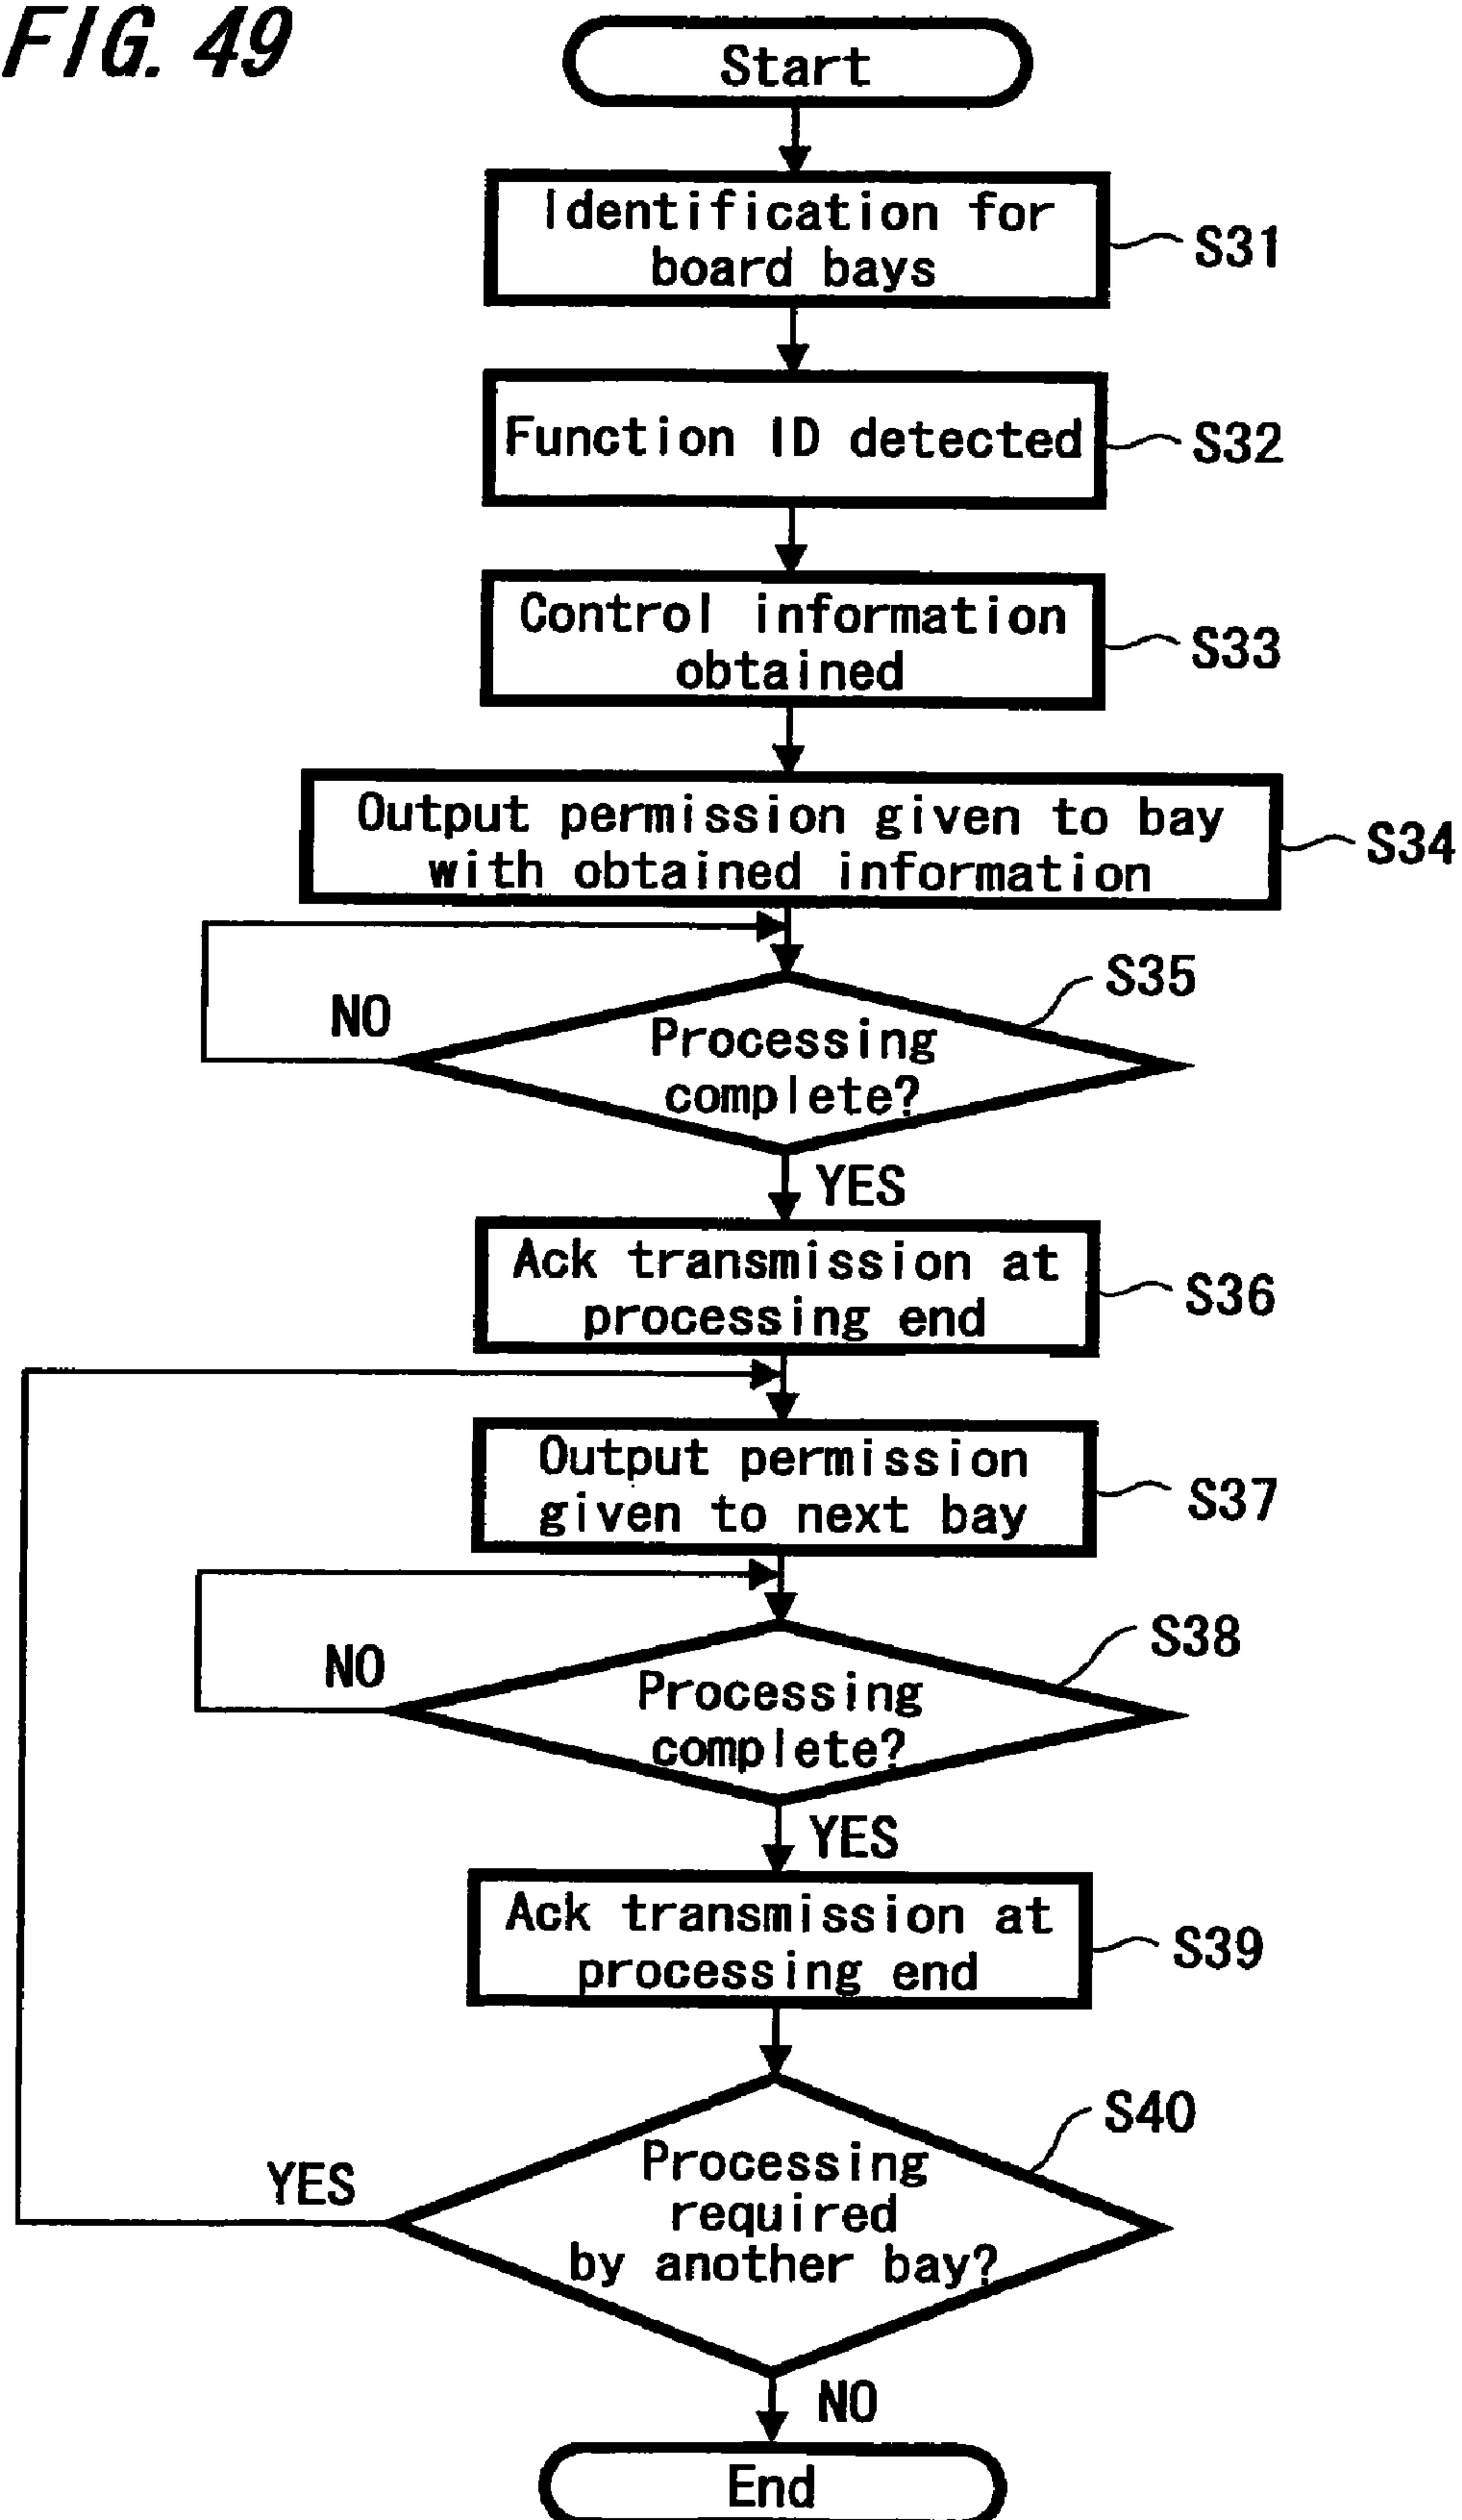 FIG. 49
Start
Identification for
board bays
S31
Function ID detected
S32
Control information
obtained
S33
Output permission given to bay
with obtained information
S34
S35
NO
Processing
complete?
YES
Ack transmission at
processing end
S36
Output permission
given to next bay
S37
S38
NO
Processing
complete?
YES
Ack transmission at
processing end
S39
S40
YES
Processing
required
by another bay?
NO
End